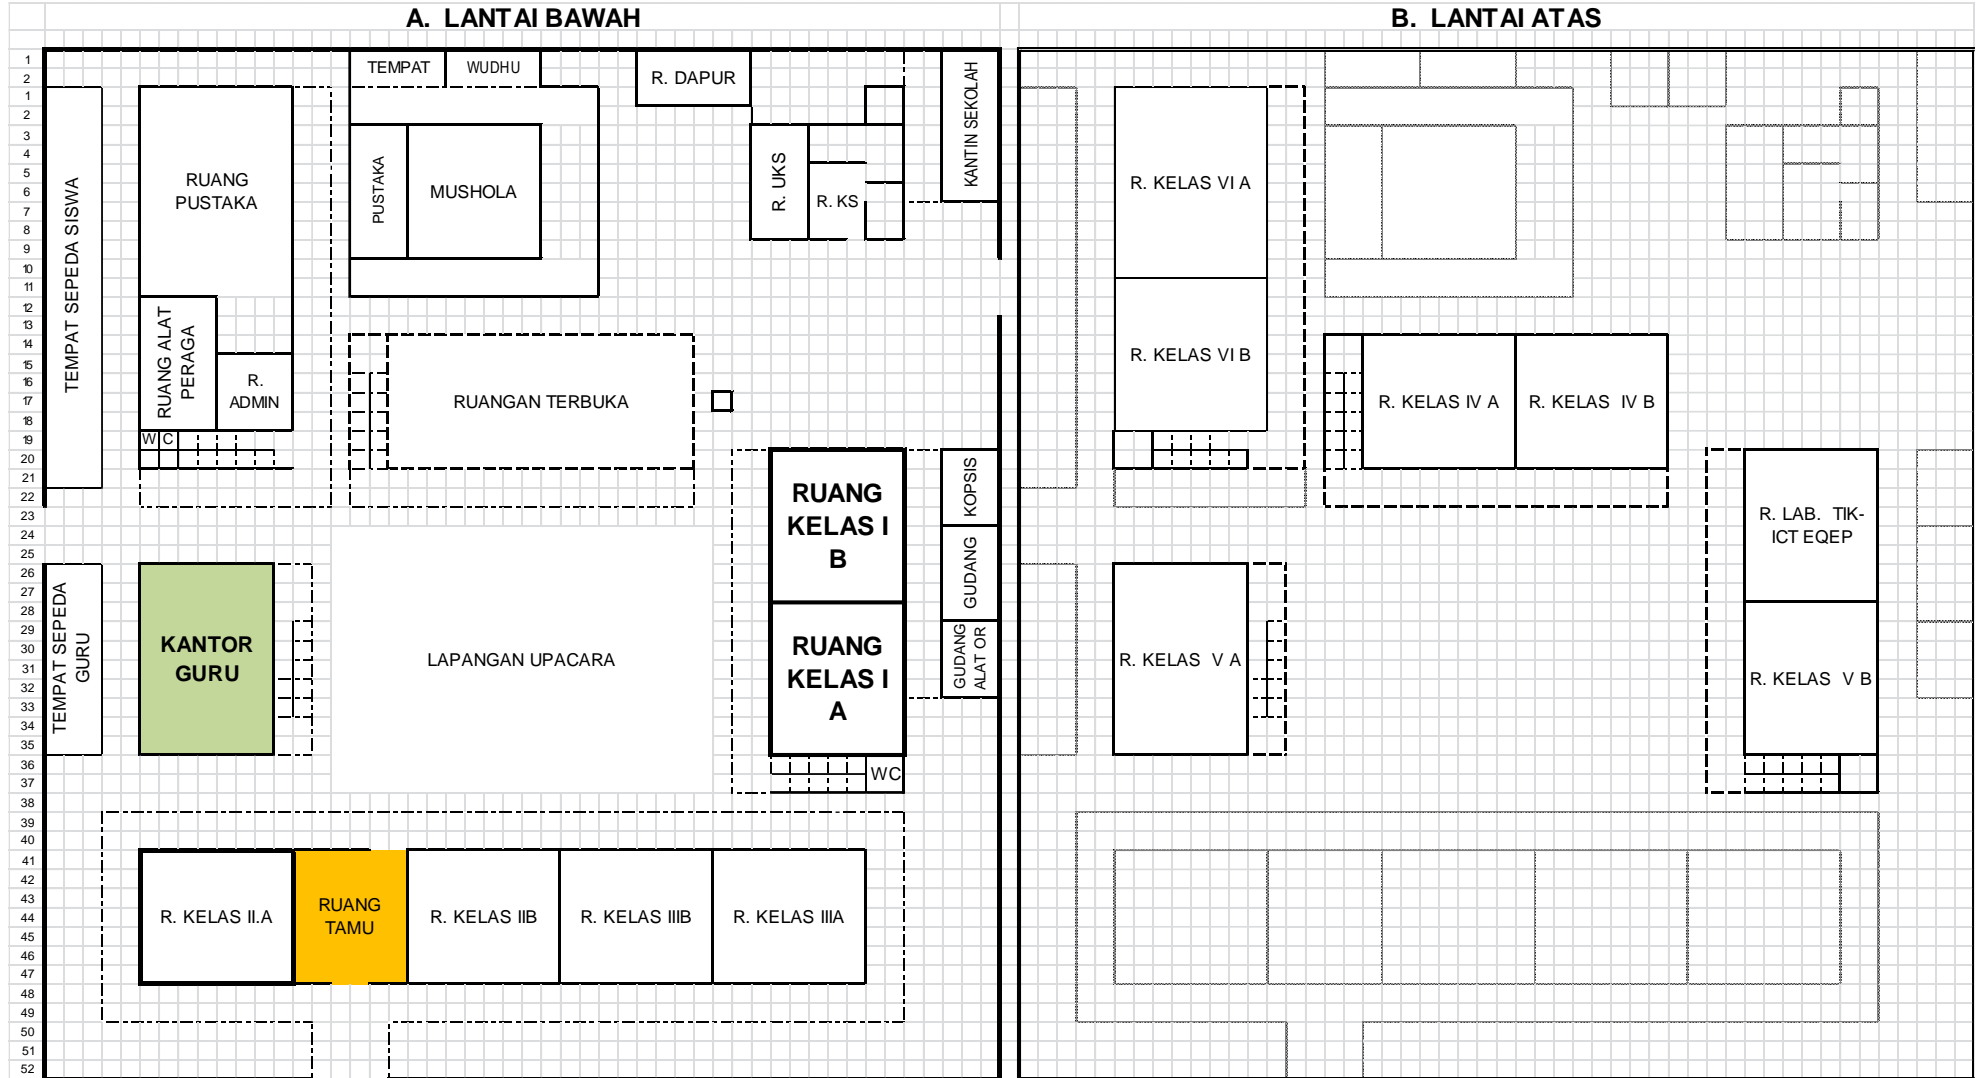 A. LANTAI BAWAH
B. LANTAI ATAS
1
2
1
2
3
4
5
6
7
8
9
10
11
12
13
14
15
16
17
18
19
20
21
22
23
24
25
26
27
28
29
30
31
32
33
34
35
36
37
38
39
40
41
42
43
44
45
46
47
48
49
50
51
52
TEMPAT SEPEDA SISWA
RUANG
PUSTAKA
RUANG ALAT
PERAGA
R.
ADMIN
W C
TEMPAT
WUDHU
PUSTAKA
MUSHOLA
R. DAPUR
R. UKS
R. KS
KANTIN SEKOLAH
RUANGAN TERBUKA
RUANG
KELAS I
B
RUANG
KELAS I
A
WC
KOPSIS
GUDANG
GUDANG
ALAT OR
TEMPAT SEPEDA
GURU
KANTOR
GURU
LAPANGAN UPACARA
R. KELAS II.A
RUANG
TAMU
R. KELAS IIB
R. KELAS IIIB
R. KELAS IIIA
R. KELAS VI A
R. KELAS VI B
R. KELAS IV A
R. KELAS IV B
R. LAB. TIK-
ICT EQEP
R. KELAS V A
R. KELAS V B